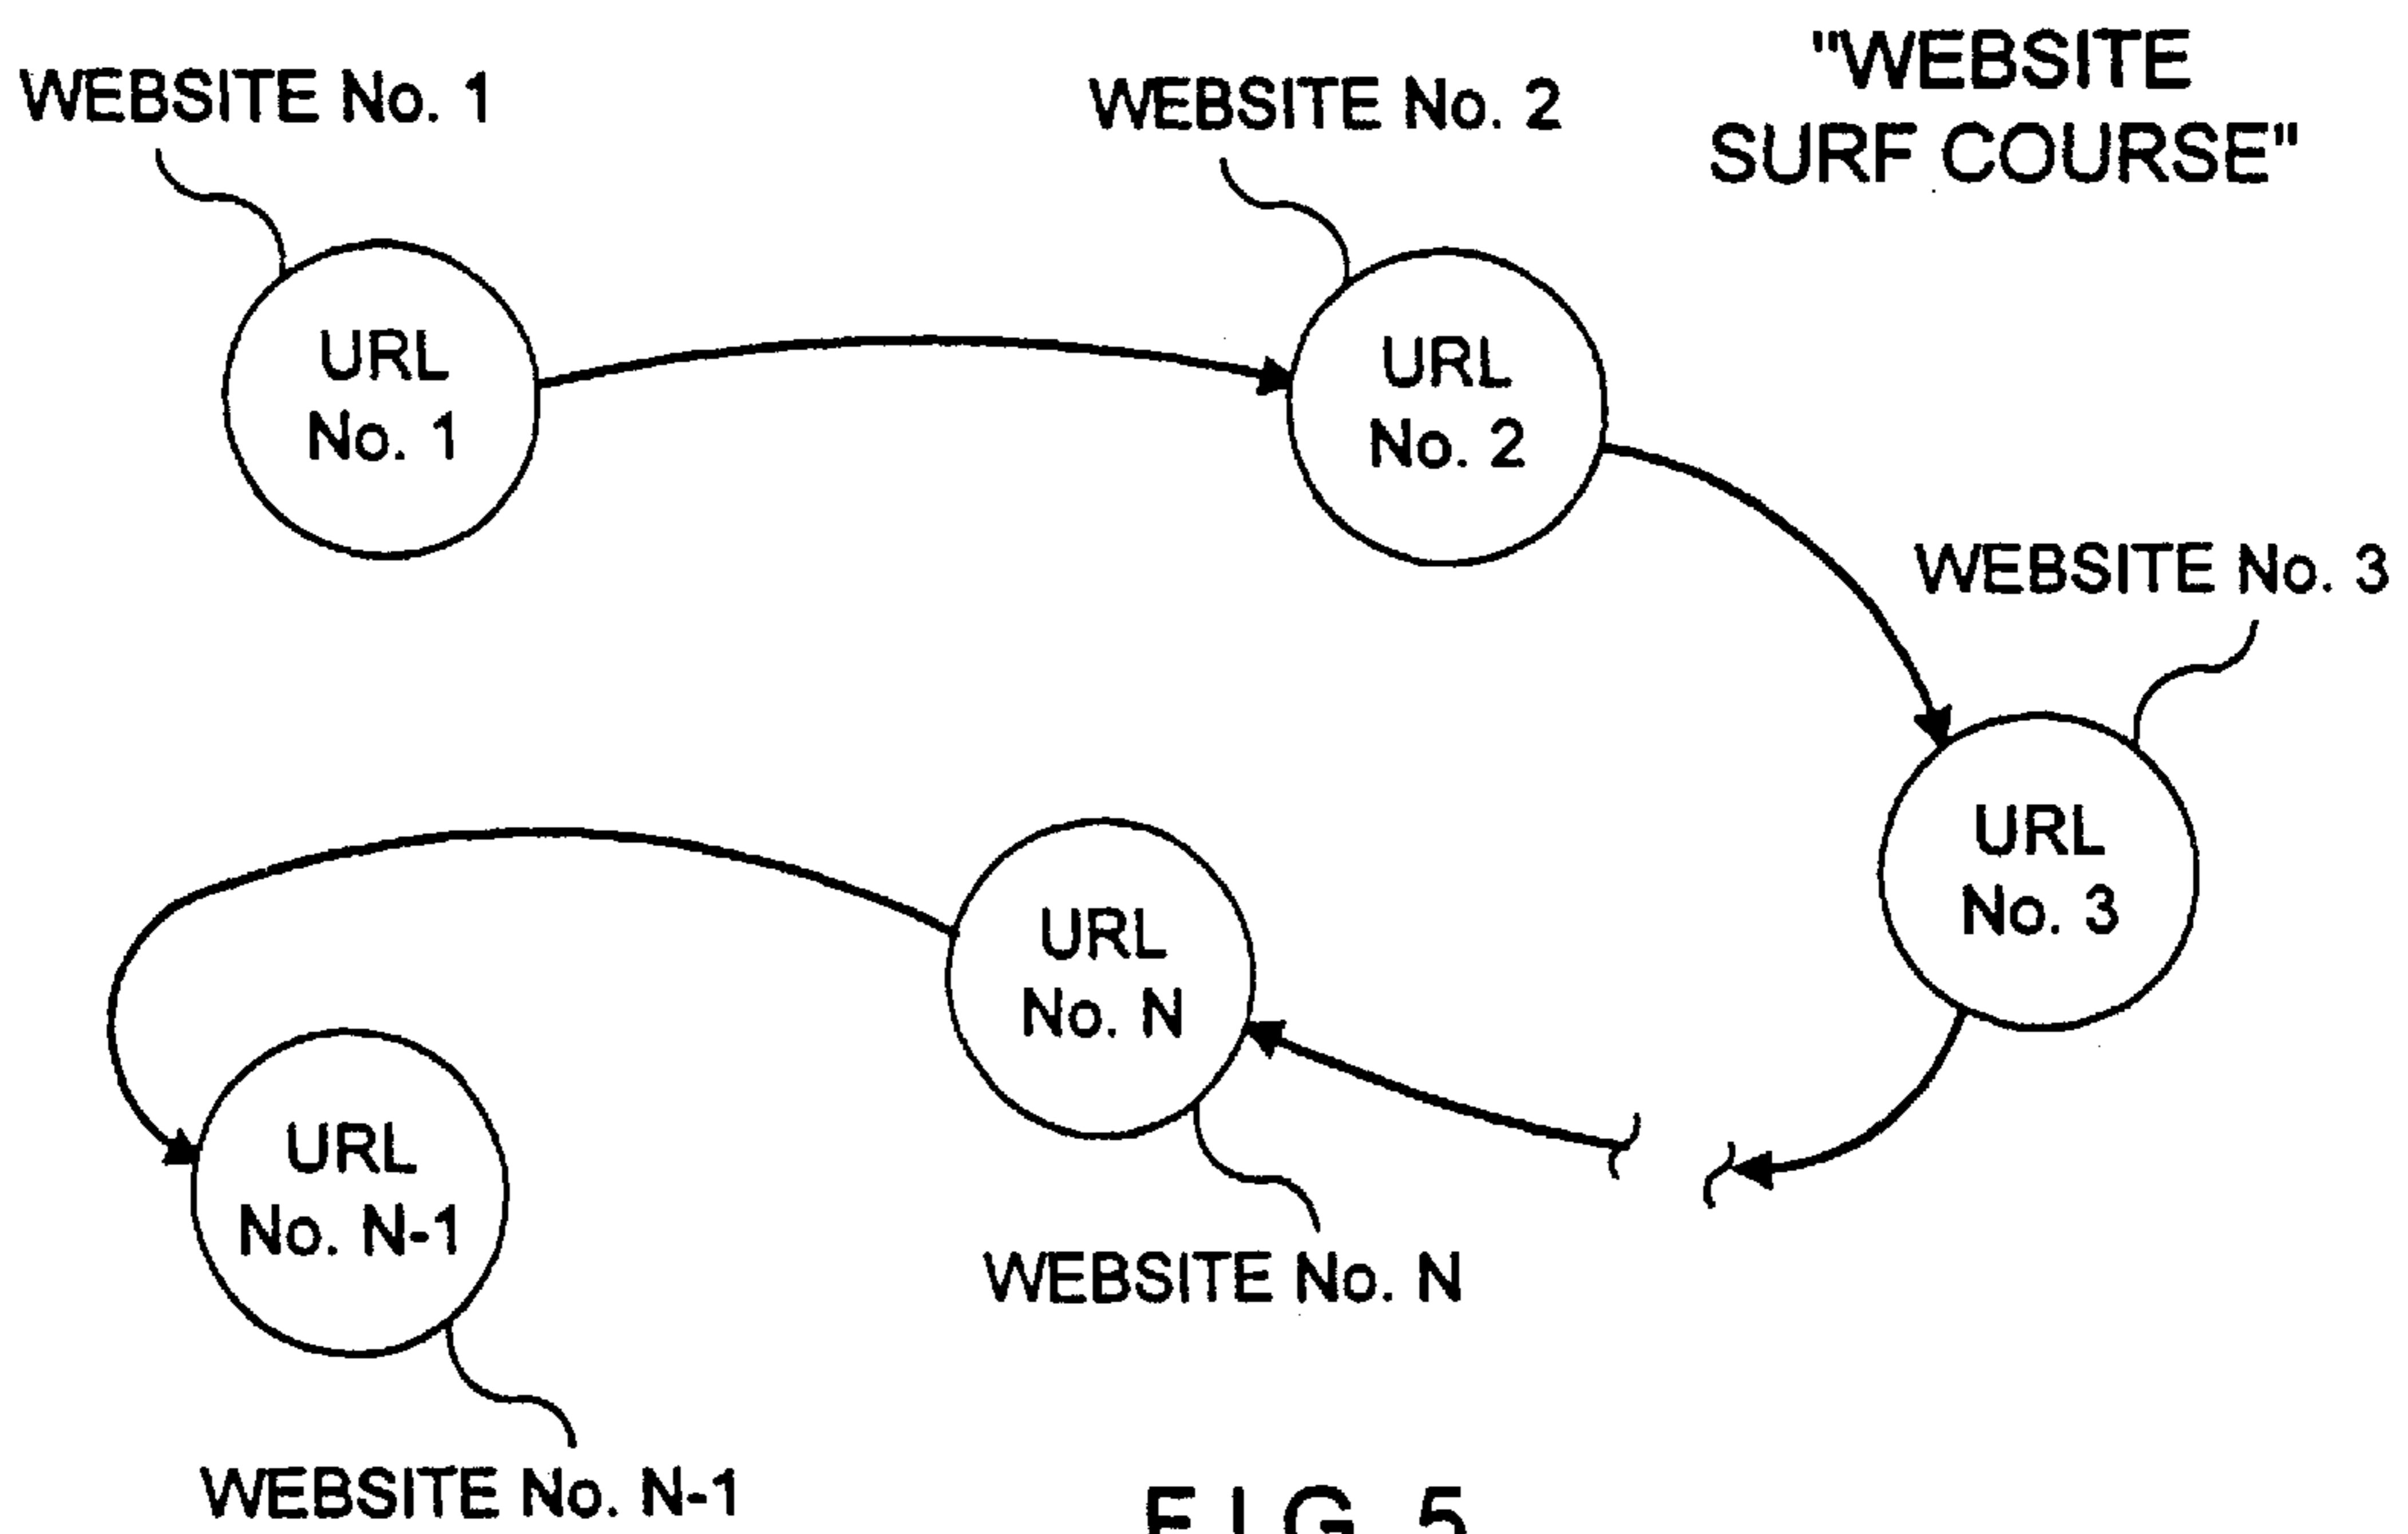 "WEBSITE
SURF COURSE"
WEBSITE No. 1
WEBSITE No. 2
URL
No. 1
URL
No. 2
WEBSITE No. 3
URL
No. 3
URL
No. N
WEBSITE No. N
URL
No. N-1
WEBSITE No. N-1
FIG. 5